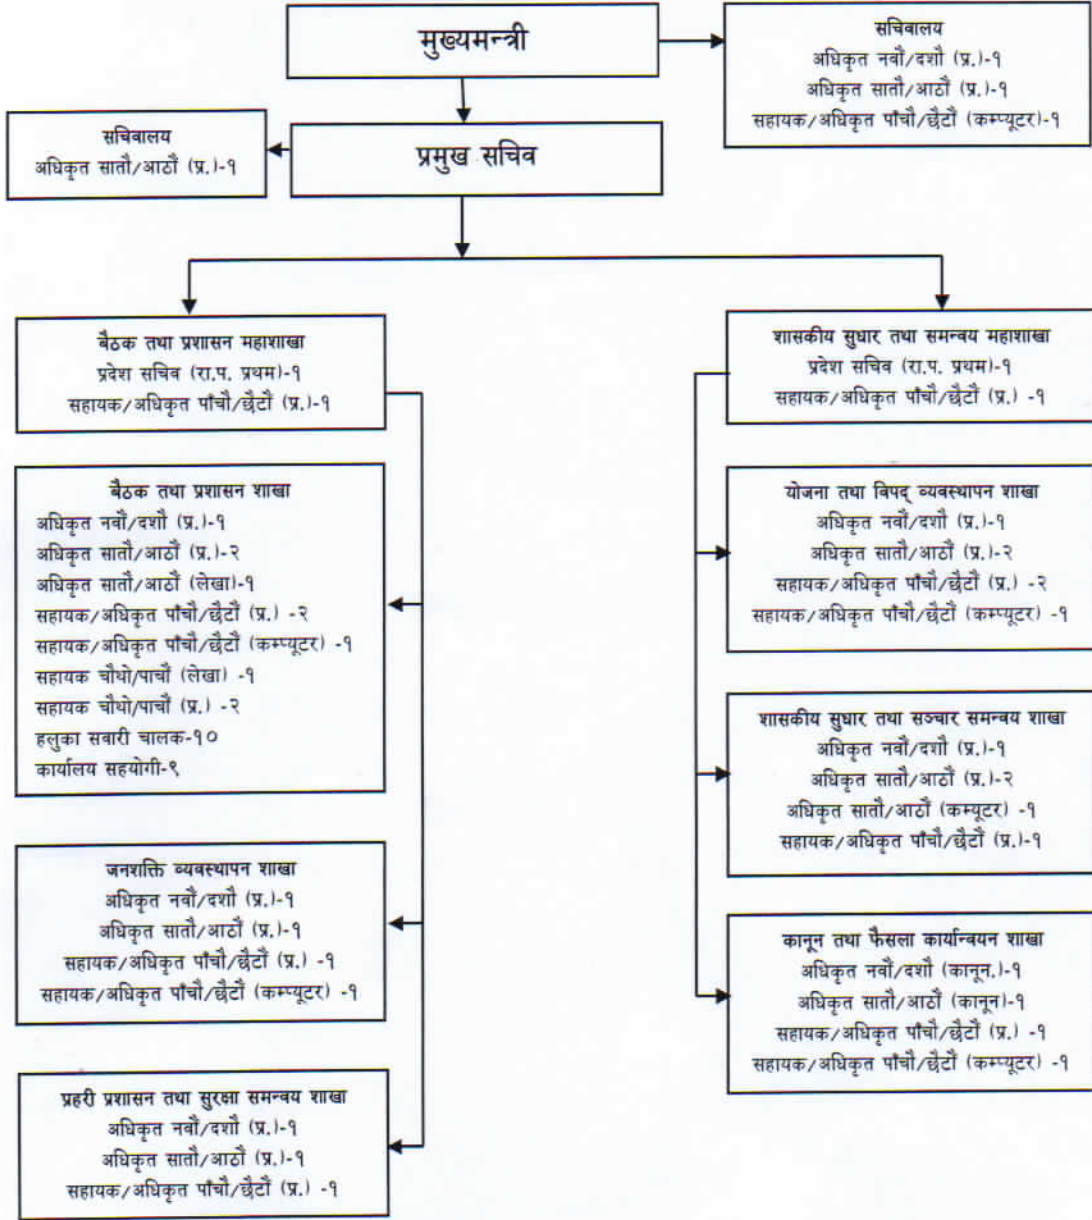 मुख्यमन्त्री
सचिबालय
अधिकृत नवौं/दशौ (प्र.)-१
अधिकृत सातौ/आठौं (प्र.)-१
सहायक/अधिकृत पाँचौ/छैटौं (कम्प्यूटर)-१
सचिबालय
अधिकृत सातौ/आठौं (प्र.)-१
प्रमुख सचिव
बैठक तथा प्रशासन महाशाखा
प्रदेश सचिव (रा.प. प्रथम)-१
सहायक/अधिकृत पाँचौ/छैटौं (प्र.)-१
बैठक तथा प्रशासन शाखा
अधिकृत नवौं/दशौ (प्र.)-१
अधिकृत सातौ/आठौं (प्र.)-२
अधिकृत सातौ/आठौं (लेखा)-१
सहायक/अधिकृत पाँचौ/छैटौं (प्र.) -२
सहायक/अधिकृत पाँचौ/छैटौं (कम्प्यूटर) -१
सहायक चौथो/पाचौं (लेखा) -१
सहायक चौथो/पाचौं (प्र.) -२
हलुका सवारी चालक-१०
कार्यालय सहयोगी-९
जनशक्ति व्यबस्थापन शाखा
अधिकृत नवौं/दशौ (प्र.)-१
अधिकृत सातौ/आठौं (प्र.)-१
सहायक/अधिकृत पाँचौ/छैटौं (प्र.) -१
सहायक/अधिकृत पाँचौ/छैटौं (कम्प्यूटर) -१
प्रहरी प्रशासन तथा सुरक्षा समन्वय शाखा
अधिकृत नवौं/दशौ (प्र.)-१
अधिकृत सातौ/आठौं (प्र.)-१
सहायक/अधिकृत पाँचौ/छैटौं (प्र.) -१
शासकीय सुधार तथा समन्वय महाशाखा
प्रदेश सचिव (रा.प. प्रथम)-१
सहायक/अधिकृत पाँचौ/छैटौं (प्र.) -१
योजना तथा बिपद् व्यबस्थापन शाखा
अधिकृत नवौं/दशौ (प्र.)-१
अधिकृत सातौ/आठौं (प्र.)-२
सहायक/अधिकृत पाँचौ/छैटौं (प्र.) -२
सहायक/अधिकृत पाँचौ/छैटौं (कम्प्यूटर) -१
शासकीय सुधार तथा सञ्चार समन्वय शाखा
अधिकृत नवौं/दशौ (प्र.)-१
अधिकृत सातौ/आठौं (प्र.)-२
अधिकृत सातौ/आठौं (कम्यूटर) -१
सहायक/अधिकृत पाँचौ/छैटौं (प्र.)-१
कानून तथा फैसला कार्यान्वयन शाखा
अधिकृत नवौं/दशौ (कानून.)-१
अधिकृत सातौ/आठौं (कानून)-१
सहायक/अधिकृत पाँचौ/छैटौं (प्र.) -१
सहायक/अधिकृत पाँचौ/छैटौं (कम्प्यूटर) -१